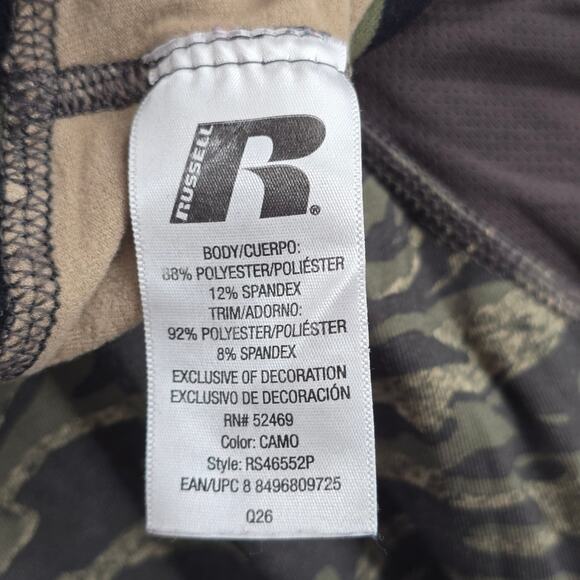 RUSSELL
R®
BODY/CUERPO:
88% POLYESTER/POLIÉSTER
12% SPANDEX
TRIM/ADORNO:
92% POLYESTER/POLIÉSTER
8% SPANDEX
EXCLUSIVE OF DECORATION
EXCLUSIVO DE DECORACIÓN
RN# 52469
Color: CAMO
Style: RS46552P
EAN/UPC 8 8496809725
Q26